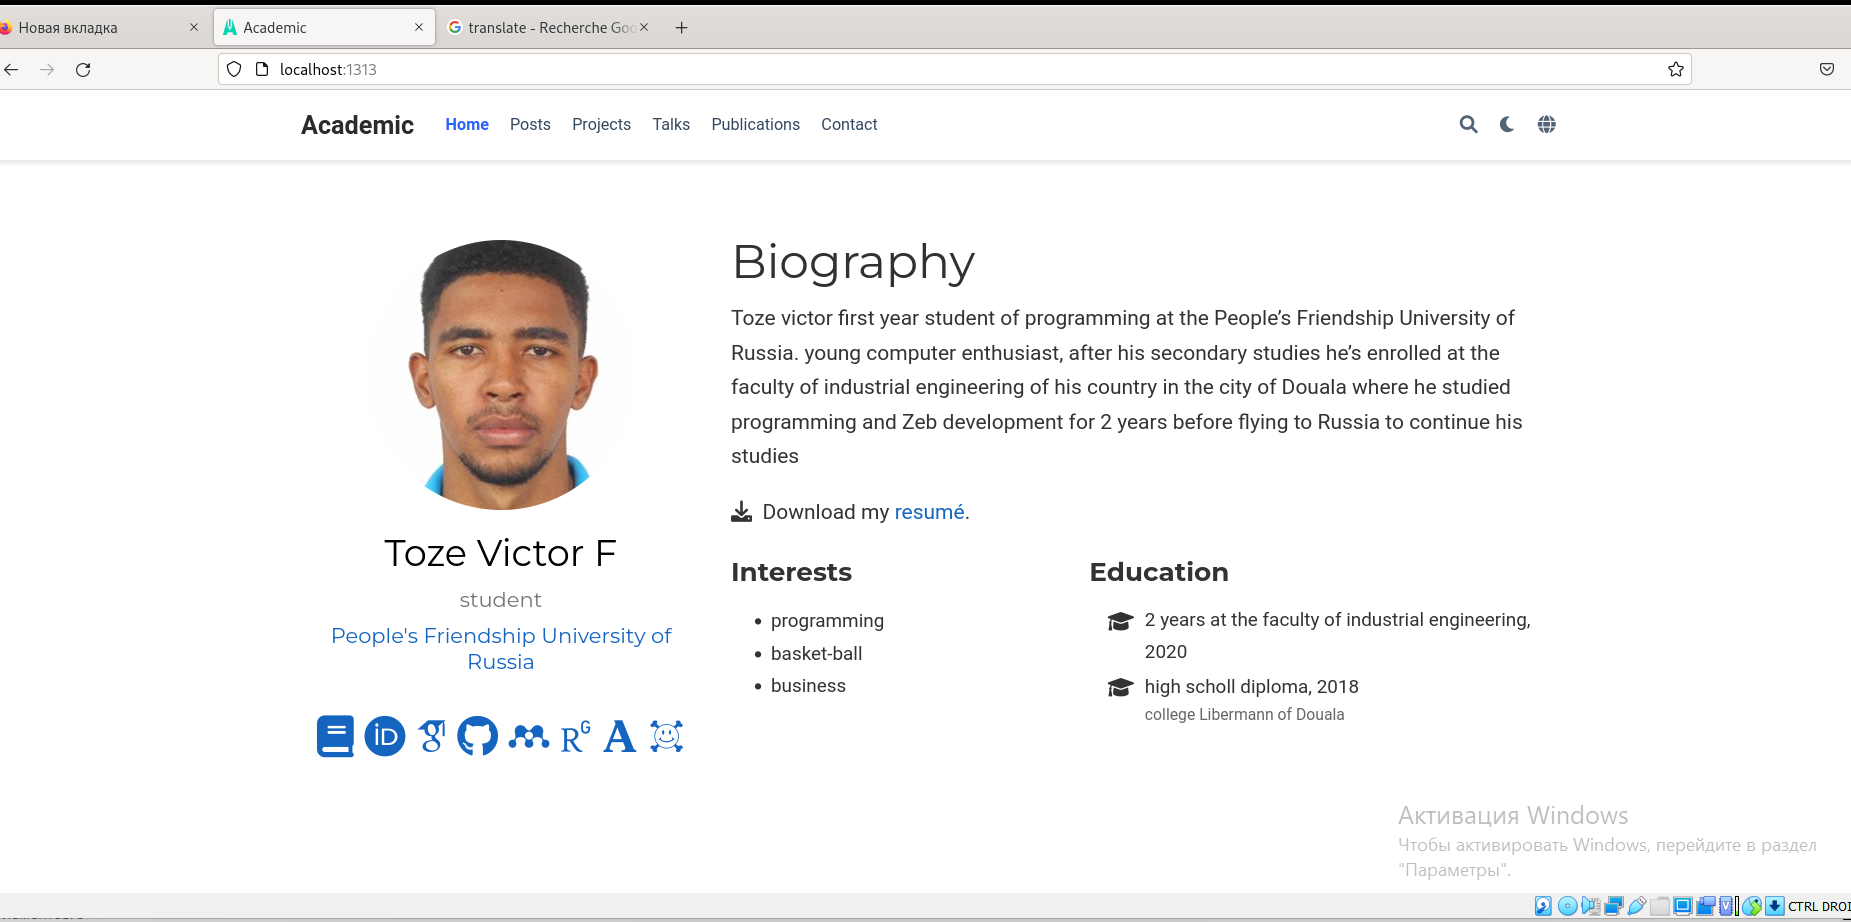 Новая вкладка
Academic
translate - Recherche Goo
localhost:1313
Academic
Home Posts Projects Talks Publications Contact
Biography
Toze victor first year student of programming at the People’s Friendship University of
Russia. young computer enthusiast, after his secondary studies he’s enrolled at the
faculty of industrial engineering of his country in the city of Douala where he studied
programming and Zeb development for 2 years before flying to Russia to continue his
studies
Download my resumé.
Toze Victor F
student
People's Friendship University of
Russia
Interests
programming
basket-ball
business
Education
2 years at the faculty of industrial engineering,
2020
high scholl diploma, 2018
college Libermann of Douala
Активация Windows
Чтобы активировать Windows, перейдите в раздел
"Параметры".
CTRL DROI